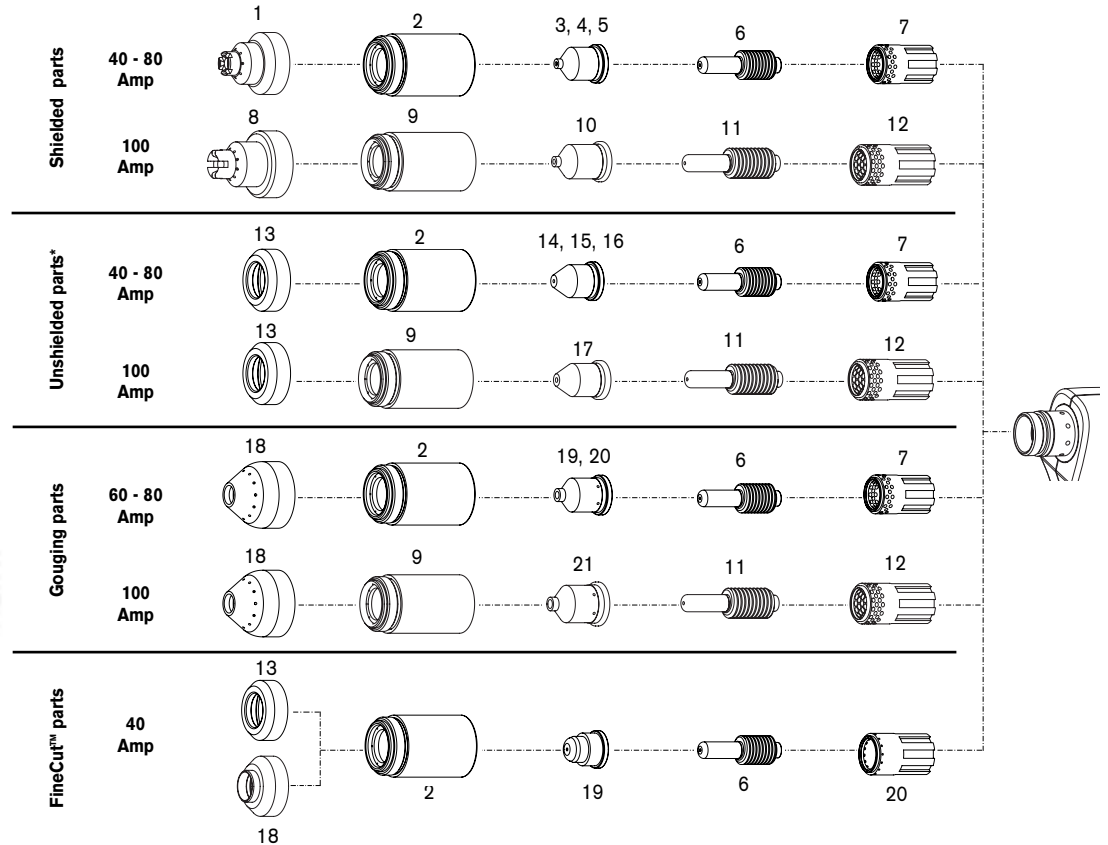 Shielded parts
40 - 80
Amp
1
2
3, 4, 5
6
7
100
Amp
8
9
10
11
12
Unshielded parts*
40 - 80
Amp
13
2
14, 15, 16
6
7
100
Amp
13
9
17
11
12
Gouging parts
60 - 80
Amp
18
2
19, 20
6
7
100
Amp
18
9
21
11
12
FineCut™ parts
40
Amp
13
18
2
19
6
20